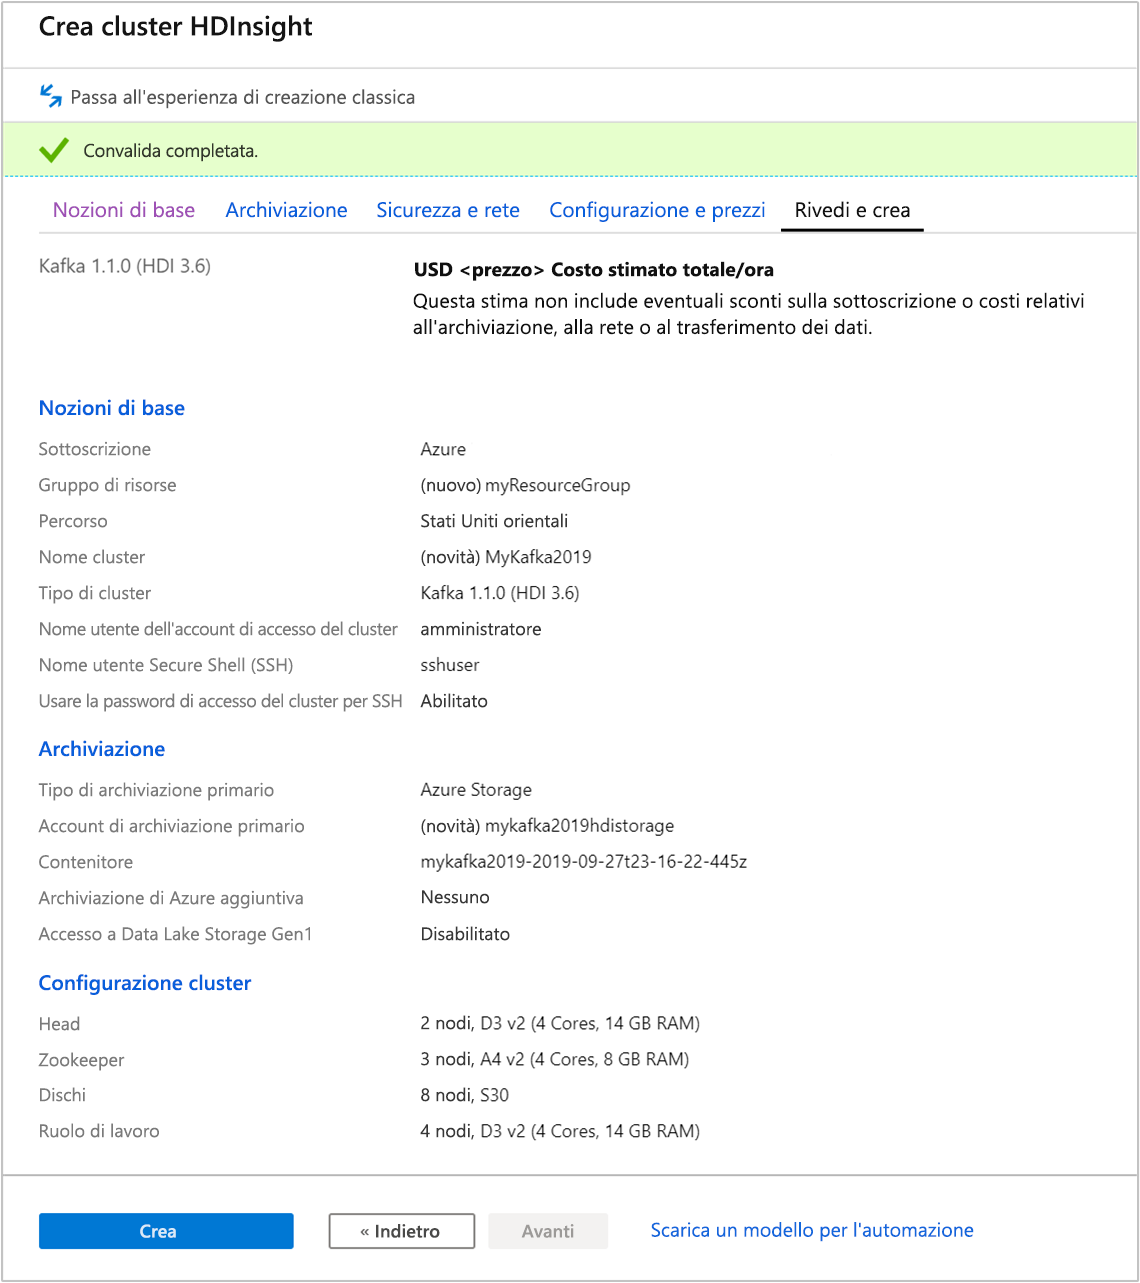 Crea cluster HDInsight
Passa all'esperienza di creazione classica
Convalida completata.
Nozioni di base Archiviazione Sicurezza e rete Configurazione e prezzi Rivedi e crea
Kafka 1.1.0 (HDI 3.6)
USD <prezzo> Costo stimato totale/ora
Questa stima non include eventuali sconti sulla sottoscrizione o costi relativi
all'archiviazione, alla rete o al trasferimento dei dati.
Nozioni di base
Sottoscrizione Azure
Gruppo di risorse (nuovo) myResourceGroup
Percorso Stati Uniti orientali
Nome cluster (novità) MyKafka2019
Tipo di cluster Kafka 1.1.0 (HDI 3.6)
Nome utente dell'account di accesso del cluster amministratore
Nome utente Secure Shell (SSH) sshuser
Usare la password di accesso del cluster per SSH Abilitato
Archiviazione
Tipo di archiviazione primario Azure Storage
Account di archiviazione primario (novità) mykafka2019hdistorage
Contenitore mykafka2019-2019-09-27t23-16-22-445z
Archiviazione di Azure aggiuntiva Nessuno
Accesso a Data Lake Storage Gen1 Disabilitato
Configurazione cluster
Head 2 nodi, D3 v2 (4 Cores, 14 GB RAM)
Zookeeper 3 nodi, A4 v2 (4 Cores, 8 GB RAM)
Dischi 8 nodi, S30
Ruolo di lavoro 4 nodi, D3 v2 (4 Cores, 14 GB RAM)
Crea « Indietro Avanti Scarica un modello per l'automazione